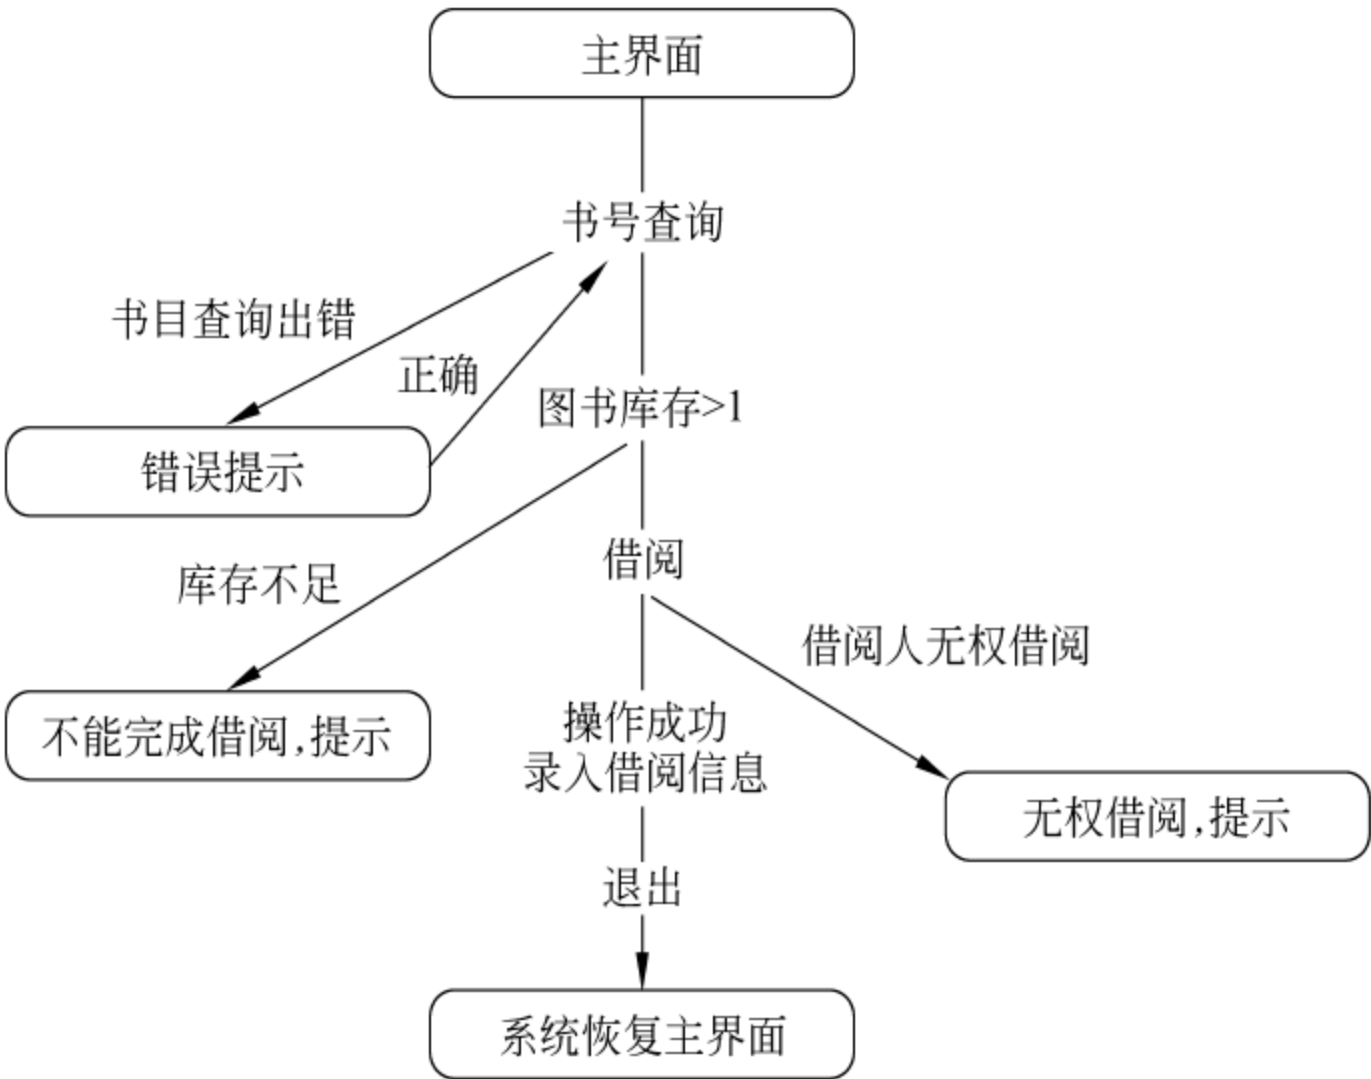 主界面
书号查询
书目查询出错
正确
图书库存>1
错误提示
借阅
库存不足
借阅人无权借阅
操作成功
录入借阅信息
不能完成借阅,提示
无权借阅,提示
退出
系统恢复主界面